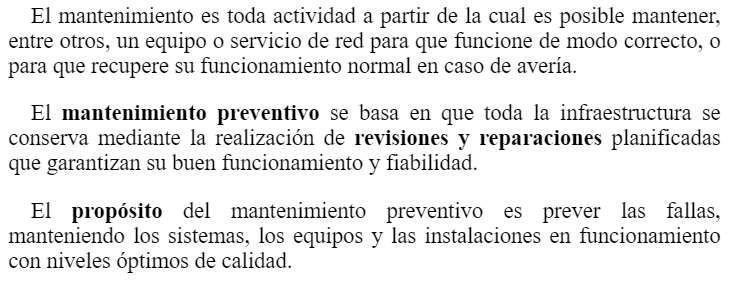 El mantenimiento es toda actividad a partir de la cual es posible mantener,
entre otros, un equipo o servicio de red para que funcione de modo correcto, o
para que recupere su funcionamiento normal en caso de avería.
El mantenimiento preventivo se basa en que toda la infraestructura se
conserva mediante la realización de revisiones y reparaciones planificadas
que garantizan su buen funcionamiento y fiabilidad.
El propósito del mantenimiento preventivo es prever las fallas,
manteniendo los sistemas, los equipos y las instalaciones en funcionamiento
con niveles óptimos de calidad.